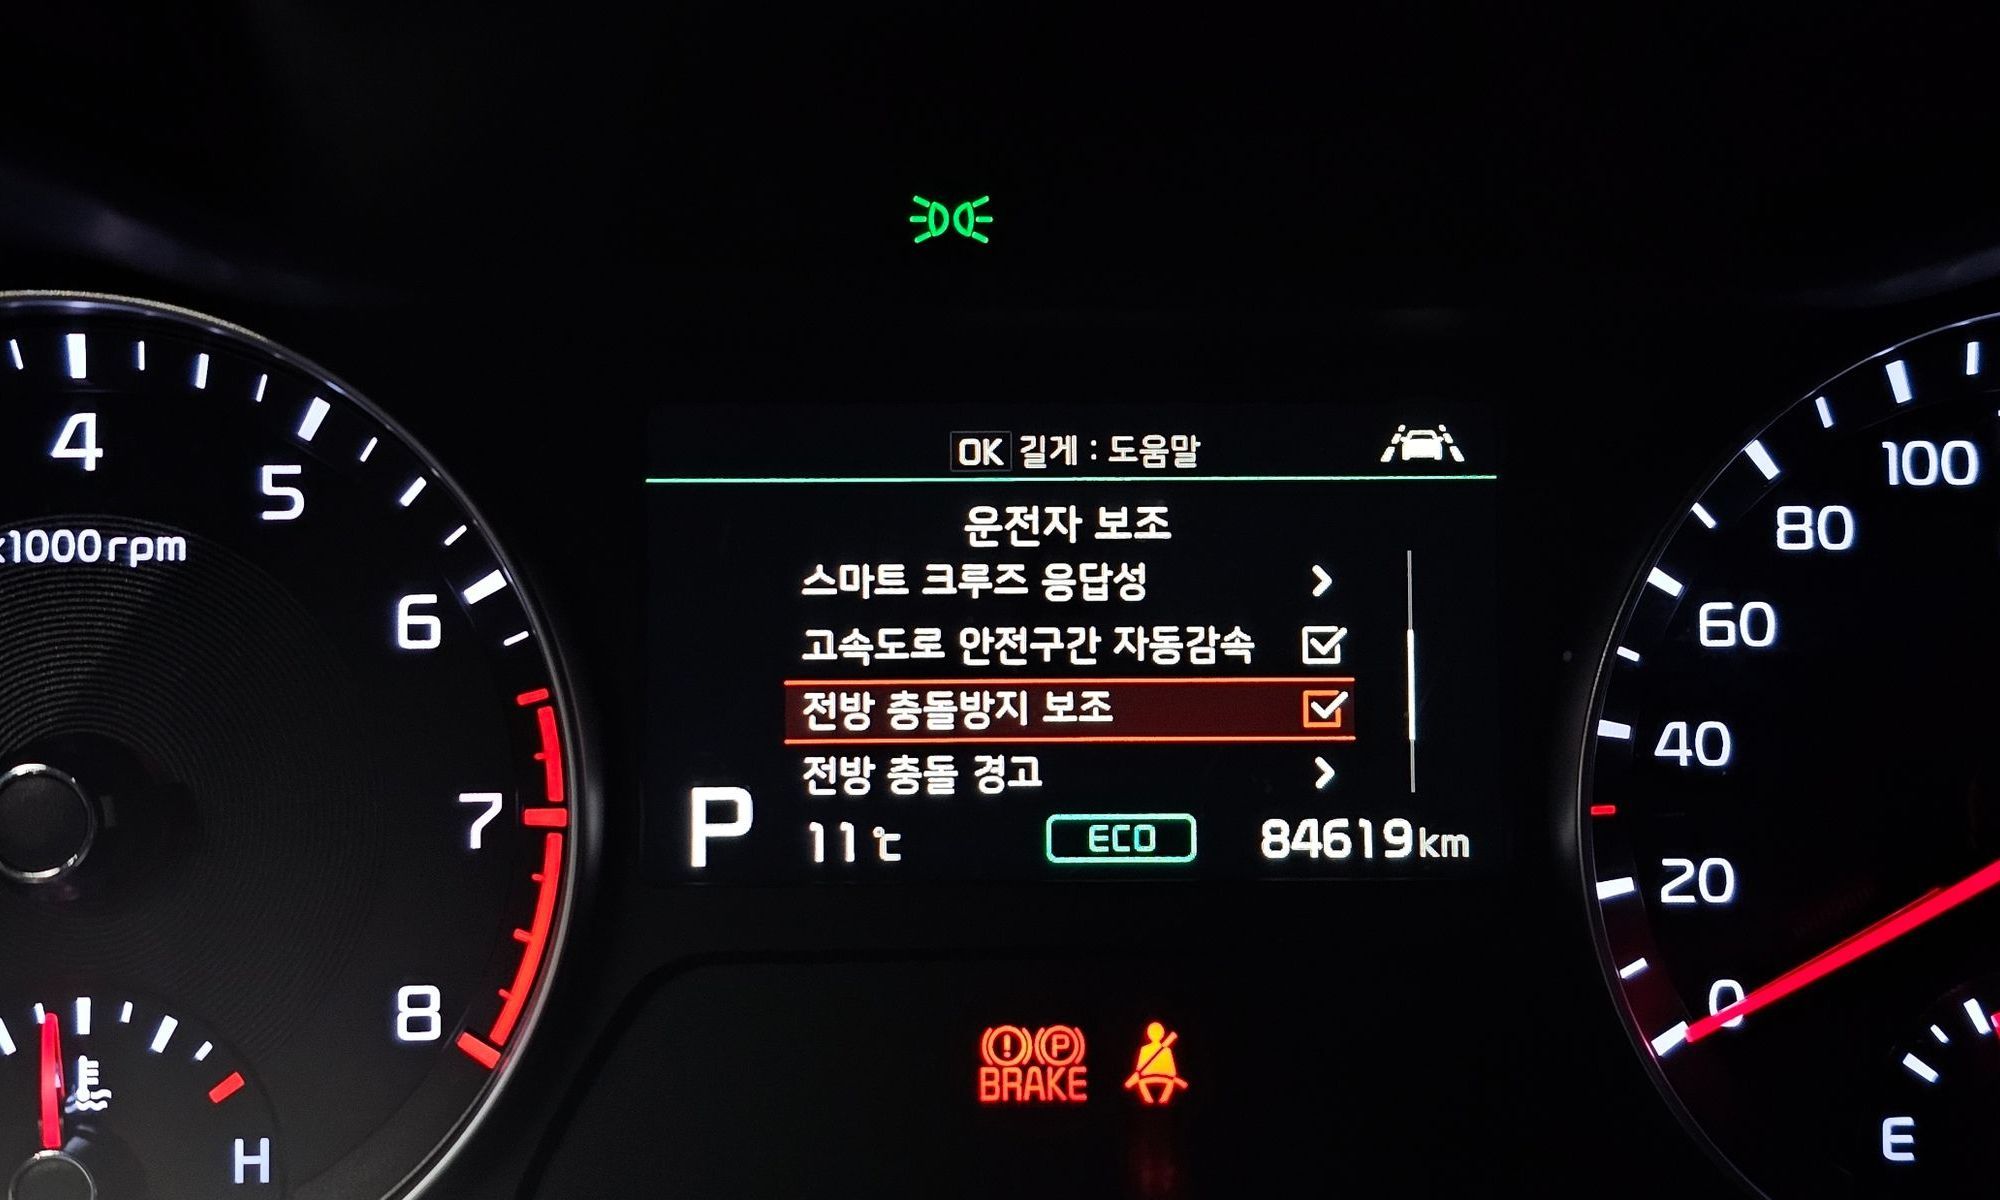 OK 길게 : 도움말
운전자 보조
스마트 크루즈 응답성
고속도로 안전구간 자동감속
전방 충돌방지 보조
전방 충돌 경고
P 11℃ ECO 84619km
4
5
x1000rpm
6
7
8
H
100
80
60
40
20
0
E
(!) (P)
BRAKE